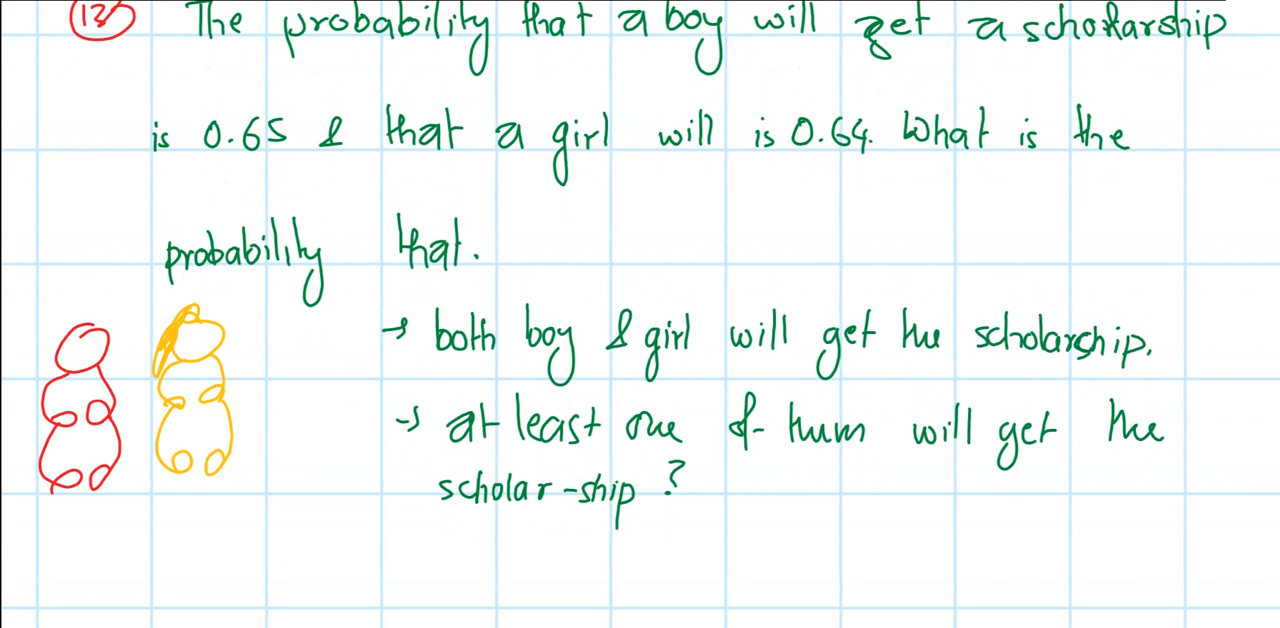 13
The probability that a boy will get a scholarship
is 0.65 & that a girl will is 0.64. What is the
probability that.
→ both boy & girl will get the scholarship.
→ at least one of them will get the
scholar-ship ?